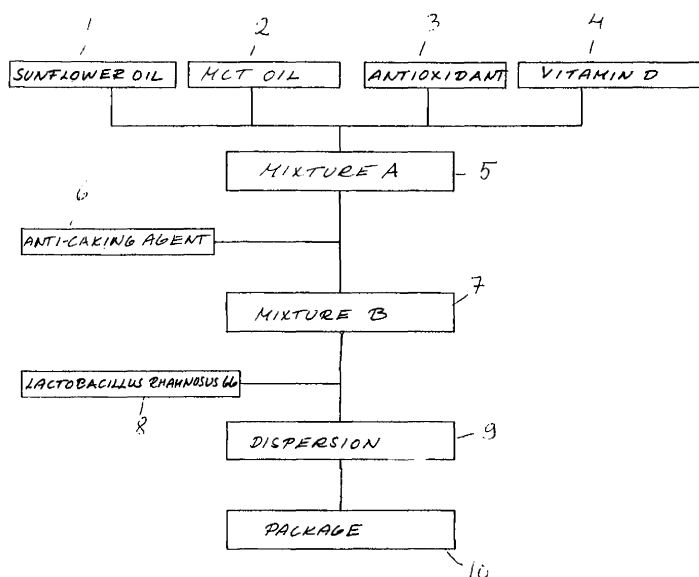 1 2 3 4
SUNFLOWER OIL MCT OIL ANTIOXIDANT VITAMIN D
MIXTURE A 5
6
ANTI-CAKING AGENT
7
MIXTURE B
LACTOBACILLUS RHAMNOSUS GG
8
DISPERSION 9
PACKAGE
10